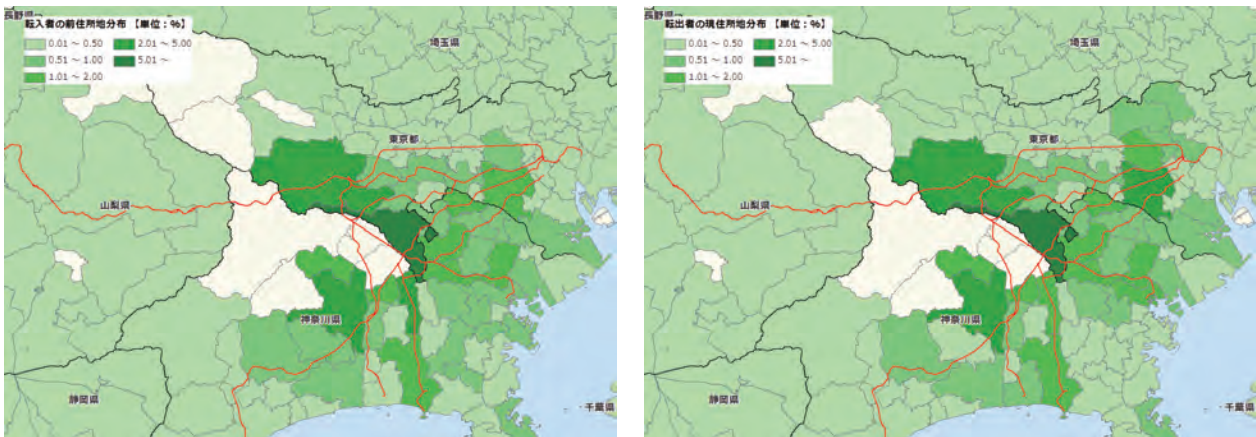 長野県
転入者の前住所地分布 【単位：％】
0.01 ～ 0.50
2.01 ～ 5.00
0.51 ～ 1.00
5.01 ～
1.01 ～ 2.00
埼玉県
東京都
山梨県
神奈川県
静岡県
千葉県
長野県
転出者の現住所地分布 【単位：％】
0.01 ～ 0.50
2.01 ～ 5.00
0.51 ～ 1.00
5.01 ～
1.01 ～ 2.00
埼玉県
東京都
山梨県
神奈川県
静岡県
千葉県